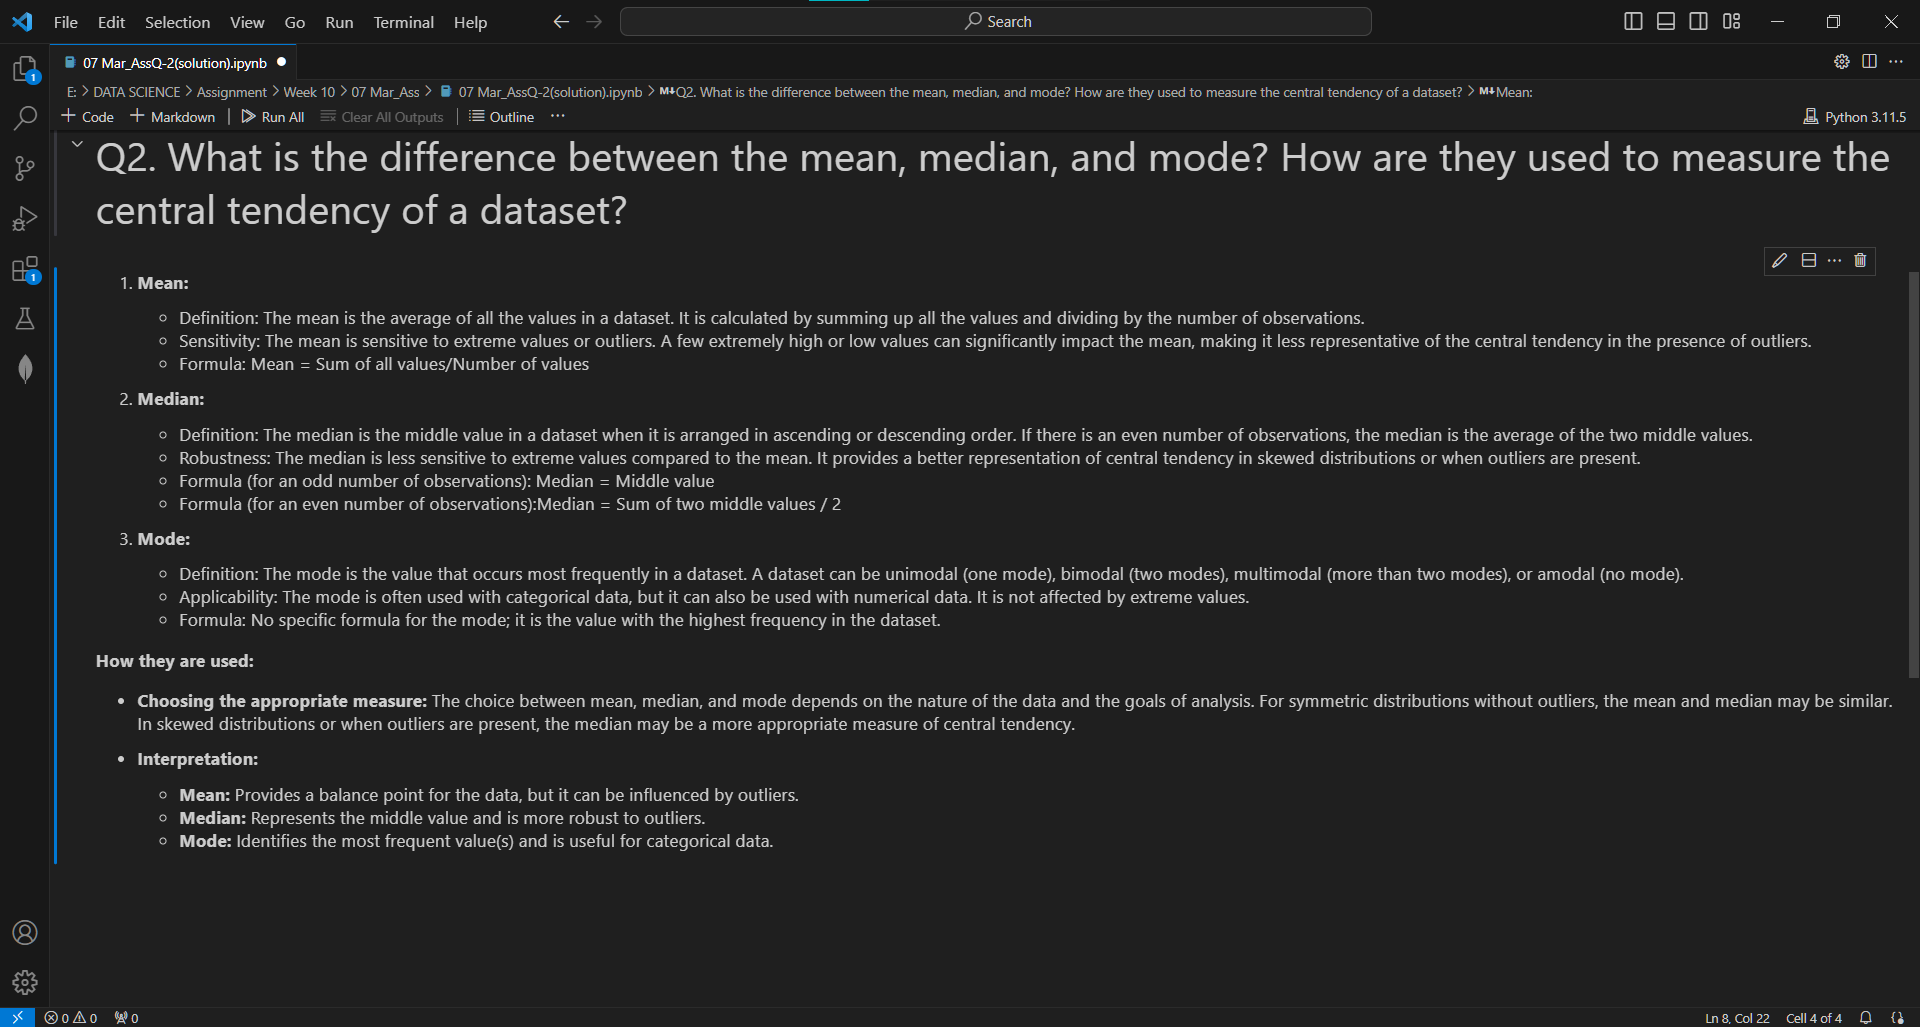 File Edit Selection View Go Run Terminal Help
Search
07 Mar_AssQ-2(solution).ipynb
E: > DATA SCIENCE > Assignment > Week 10 > 07 Mar_Ass > 07 Mar_AssQ-2(solution).ipynb > M↓Q2. What is the difference between the mean, median, and mode? How are they used to measure the central tendency of a dataset? > M↓Mean:
+ Code + Markdown | Run All Clear All Outputs | Outline ... Python 3.11.5
Q2. What is the difference between the mean, median, and mode? How are they used to measure the
central tendency of a dataset?
1. Mean:
Definition: The mean is the average of all the values in a dataset. It is calculated by summing up all the values and dividing by the number of observations.
Sensitivity: The mean is sensitive to extreme values or outliers. A few extremely high or low values can significantly impact the mean, making it less representative of the central tendency in the presence of outliers.
Formula: Mean = Sum of all values/Number of values
2. Median:
Definition: The median is the middle value in a dataset when it is arranged in ascending or descending order. If there is an even number of observations, the median is the average of the two middle values.
Robustness: The median is less sensitive to extreme values compared to the mean. It provides a better representation of central tendency in skewed distributions or when outliers are present.
Formula (for an odd number of observations): Median = Middle value
Formula (for an even number of observations):Median = Sum of two middle values / 2
3. Mode:
Definition: The mode is the value that occurs most frequently in a dataset. A dataset can be unimodal (one mode), bimodal (two modes), multimodal (more than two modes), or amodal (no mode).
Applicability: The mode is often used with categorical data, but it can also be used with numerical data. It is not affected by extreme values.
Formula: No specific formula for the mode; it is the value with the highest frequency in the dataset.
How they are used:
Choosing the appropriate measure: The choice between mean, median, and mode depends on the nature of the data and the goals of analysis. For symmetric distributions without outliers, the mean and median may be similar.
In skewed distributions or when outliers are present, the median may be a more appropriate measure of central tendency.
Interpretation:
Mean: Provides a balance point for the data, but it can be influenced by outliers.
Median: Represents the middle value and is more robust to outliers.
Mode: Identifies the most frequent value(s) and is useful for categorical data.
1
1
0 0 0 Ln 8, Col 22 Cell 4 of 4